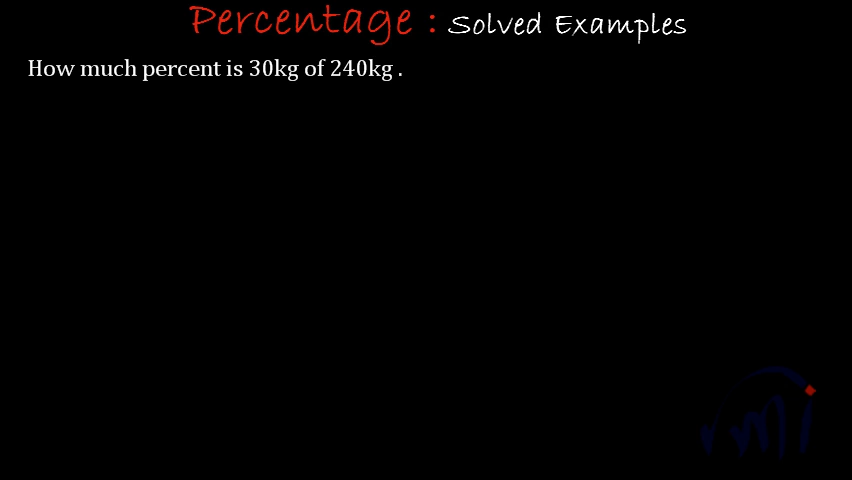 Percentage : Solved Examples
How much percent is 30kg of 240kg .